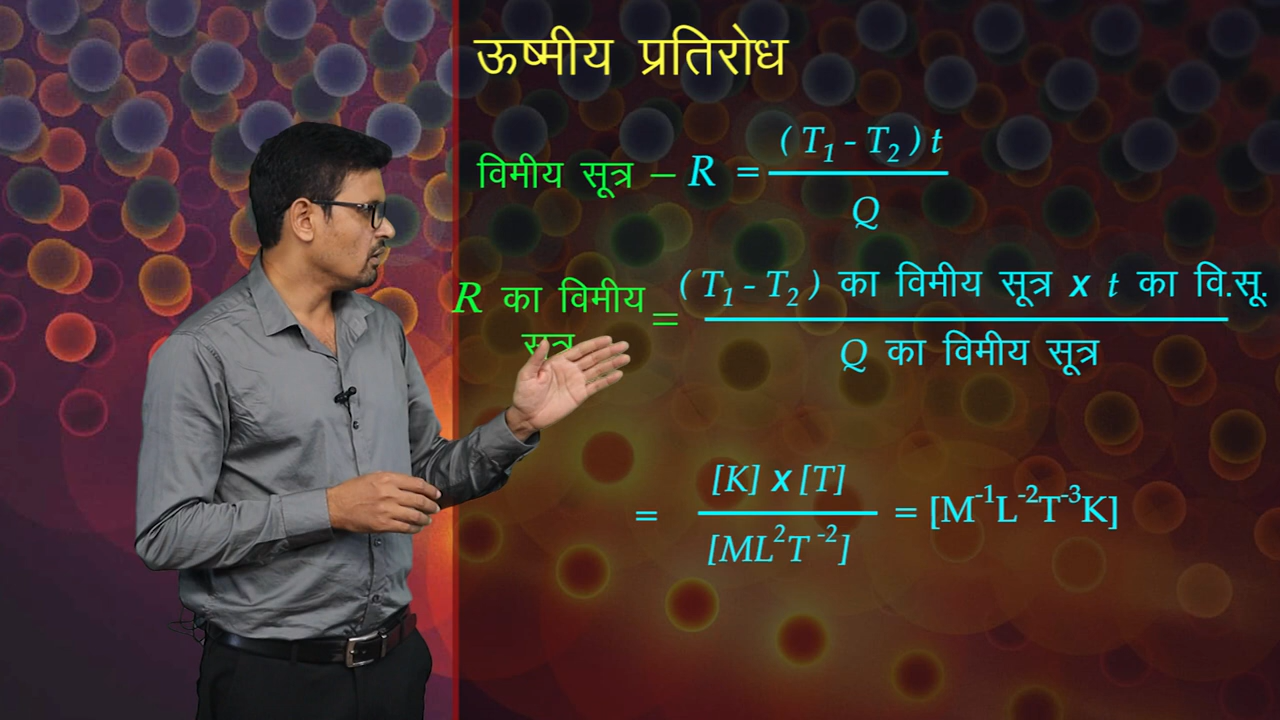 ऊष्मीय प्रतिरोध
विमीय सूत्र – R = (T₁ - T₂) t / Q
R का विमीय सूत्र = (T₁ - T₂) का विमीय सूत्र x t का वि.सू. / Q का विमीय सूत्र
= [K] x [T] / [ML²T⁻²] = [M⁻¹L⁻²T⁻³K]